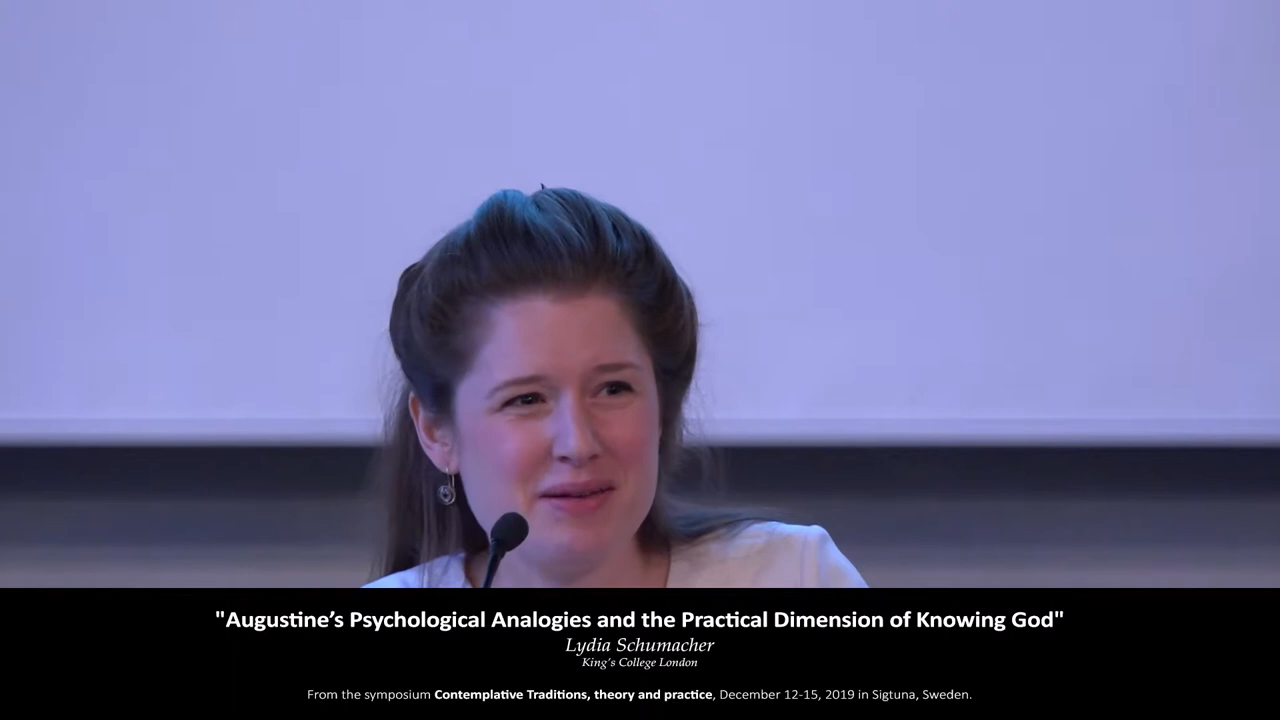 "Augustine’s Psychological Analogies and the Practical Dimension of Knowing God"
Lydia Schumacher
King’s College London
From the symposium Contemplative Traditions, theory and practice, December 12-15, 2019 in Sigtuna, Sweden.